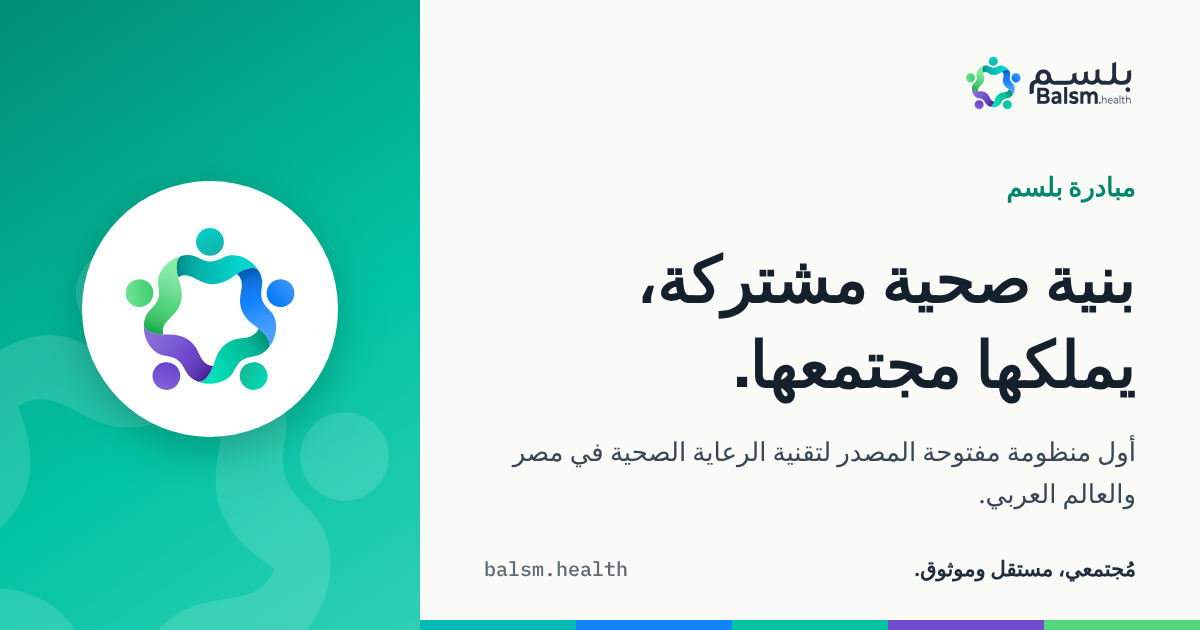 بلسم
Balsm.health
مبادرة بلسم
بنية صحية مشتركة،
يملكها مجتمعها.
أول منظومة مفتوحة المصدر لتقنية الرعاية الصحية في مصر
والعالم العربي.
مُجتمعي، مستقل وموثوق.
balsm.health